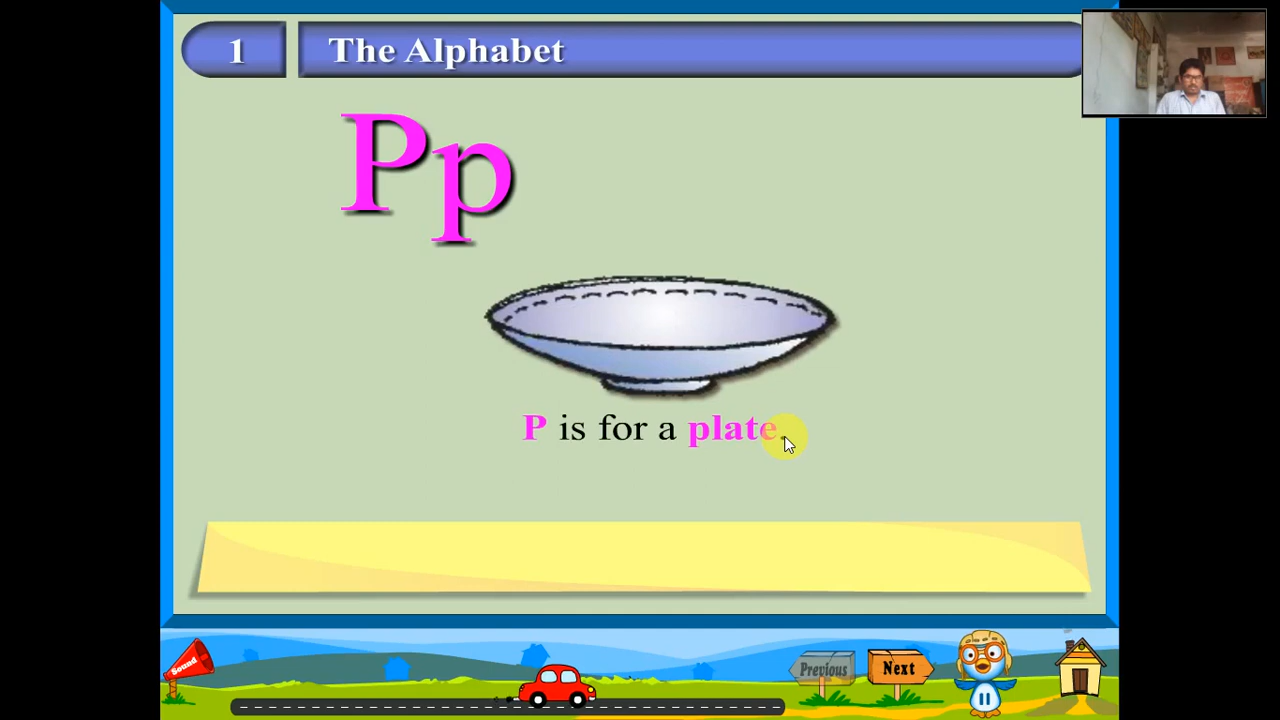 1 The Alphabet
Pp
P is for a plate.
Sound
Previous Next